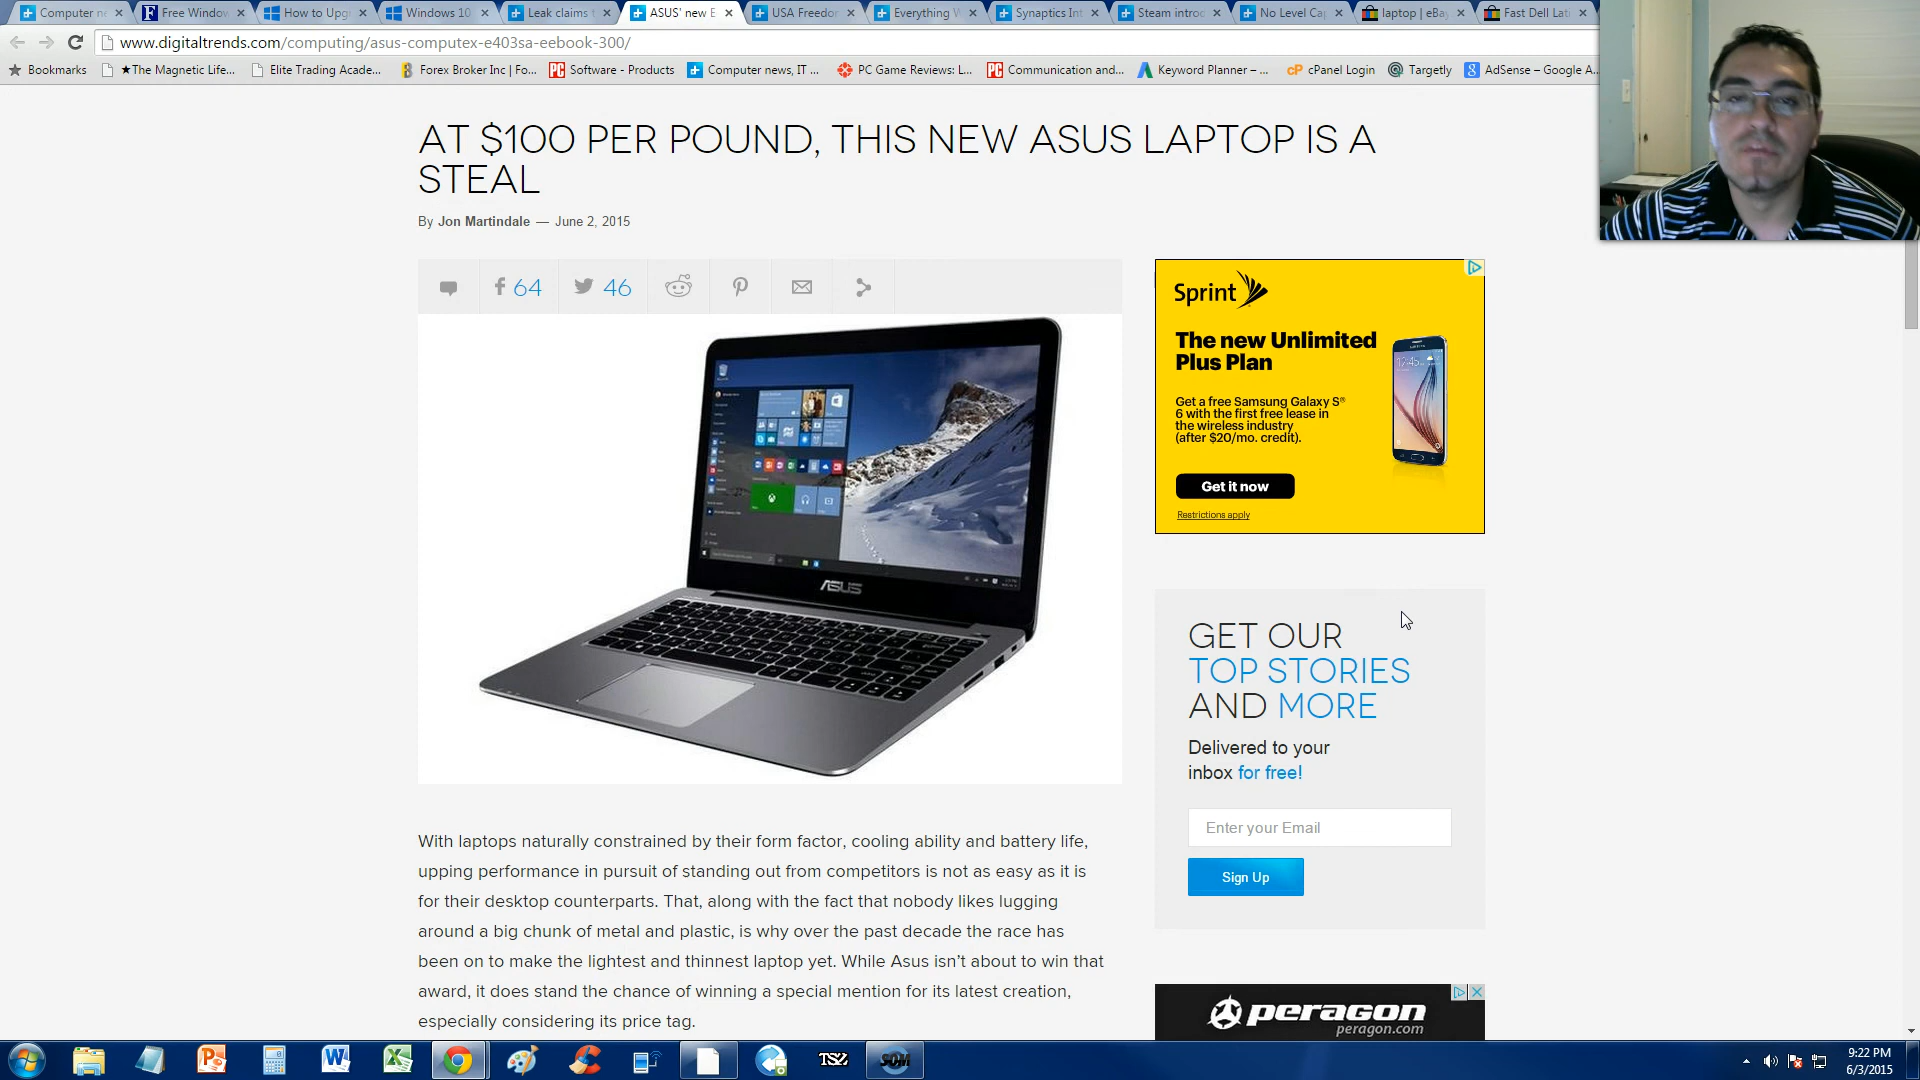 Computer ne
Free Window
How to Upg
Windows 10
Leak claims t
ASUS' new E
USA Freedor
Everything W
Synaptics Int
Steam introd
No Level Cap
laptop | eBay
Fast Dell Lati
www.digitaltrends.com/computing/asus-computex-e403sa-eebook-300/
Bookmarks
★The Magnetic Life...
Elite Trading Acade...
Forex Broker Inc | Fo...
Software - Products
Computer news, IT ...
PC Game Reviews: L...
Communication and...
Keyword Planner – ...
cPanel Login
Targetly
AdSense – Google A...
AT $100 PER POUND, THIS NEW ASUS LAPTOP IS A
STEAL
By Jon Martindale — June 2, 2015
64
46
ASUS
Sprint
The new Unlimited
Plus Plan
Get a free Samsung Galaxy S®
6 with the first free lease in
the wireless industry
(after $20/mo. credit).
12:45
Get it now
Restrictions apply
GET OUR
TOP STORIES
AND MORE
Delivered to your
inbox for free!
Enter your Email
Sign Up
With laptops naturally constrained by their form factor, cooling ability and battery life,
upping performance in pursuit of standing out from competitors is not as easy as it is
for their desktop counterparts. That, along with the fact that nobody likes lugging
around a big chunk of metal and plastic, is why over the past decade the race has
been on to make the lightest and thinnest laptop yet. While Asus isn't about to win that
award, it does stand the chance of winning a special mention for its latest creation,
especially considering its price tag.
peragon
peragon.com
TS2
SOM
9:22 PM
6/3/2015